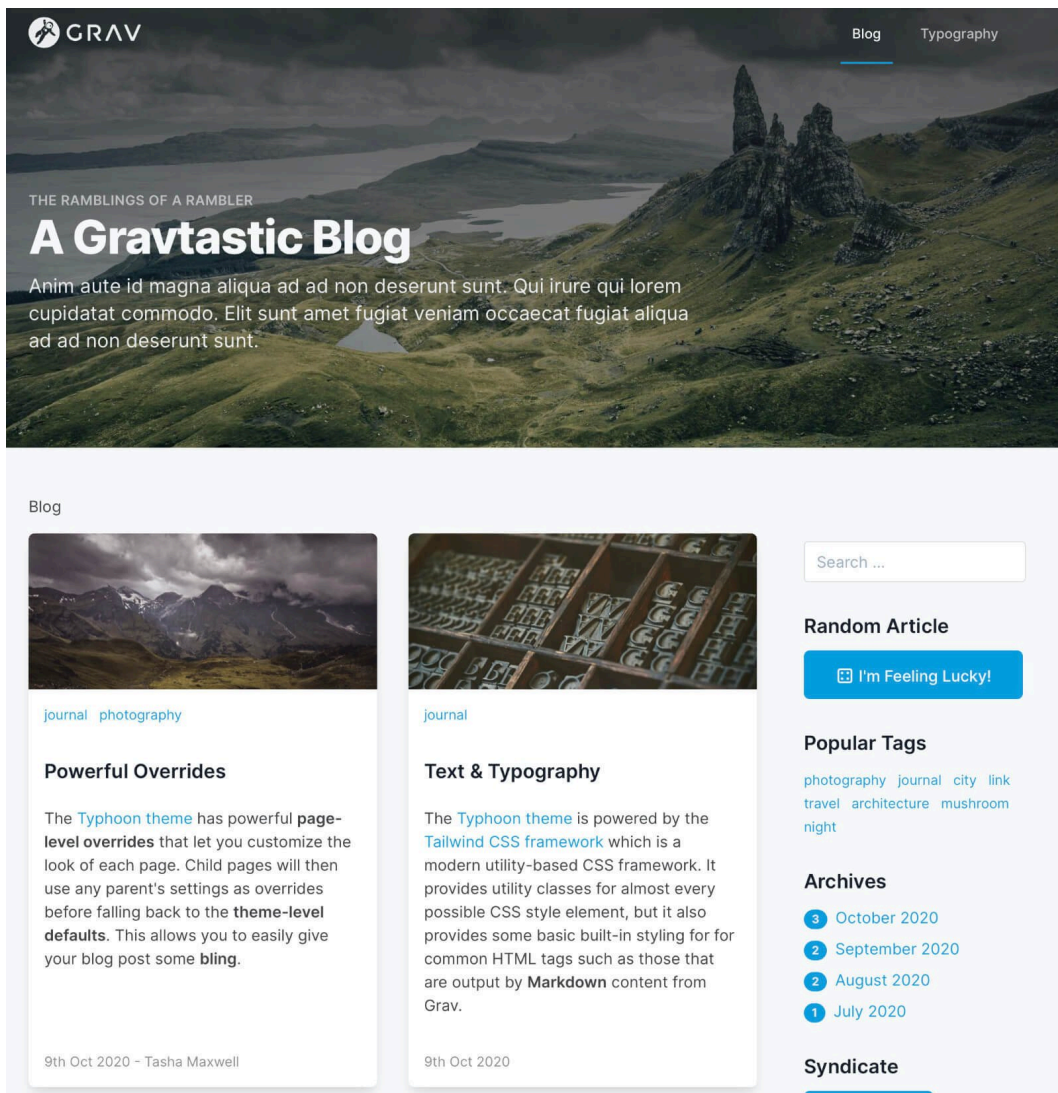 GRAV
Blog
Typography
THE RAMBLINGS OF A RAMBLER
A Gravtastic Blog
Anim aute id magna aliqua ad ad non deserunt sunt. Qui irure qui lorem
cupidatat commodo. Elit sunt amet fugiat veniam occaecat fugiat aliqua
ad ad non deserunt sunt.
Blog
journal photography
Powerful Overrides
The Typhoon theme has powerful page-
level overrides that let you customize the
look of each page. Child pages will then
use any parent's settings as overrides
before falling back to the theme-level
defaults. This allows you to easily give
your blog post some bling.
9th Oct 2020 - Tasha Maxwell
journal
Text & Typography
The Typhoon theme is powered by the
Tailwind CSS framework which is a
modern utility-based CSS framework. It
provides utility classes for almost every
possible CSS style element, but it also
provides some basic built-in styling for for
common HTML tags such as those that
are output by Markdown content from
Grav.
9th Oct 2020
Search ...
Random Article
I'm Feeling Lucky!
Popular Tags
photography journal city link
travel architecture mushroom
night
Archives
3 October 2020
2 September 2020
2 August 2020
1 July 2020
Syndicate